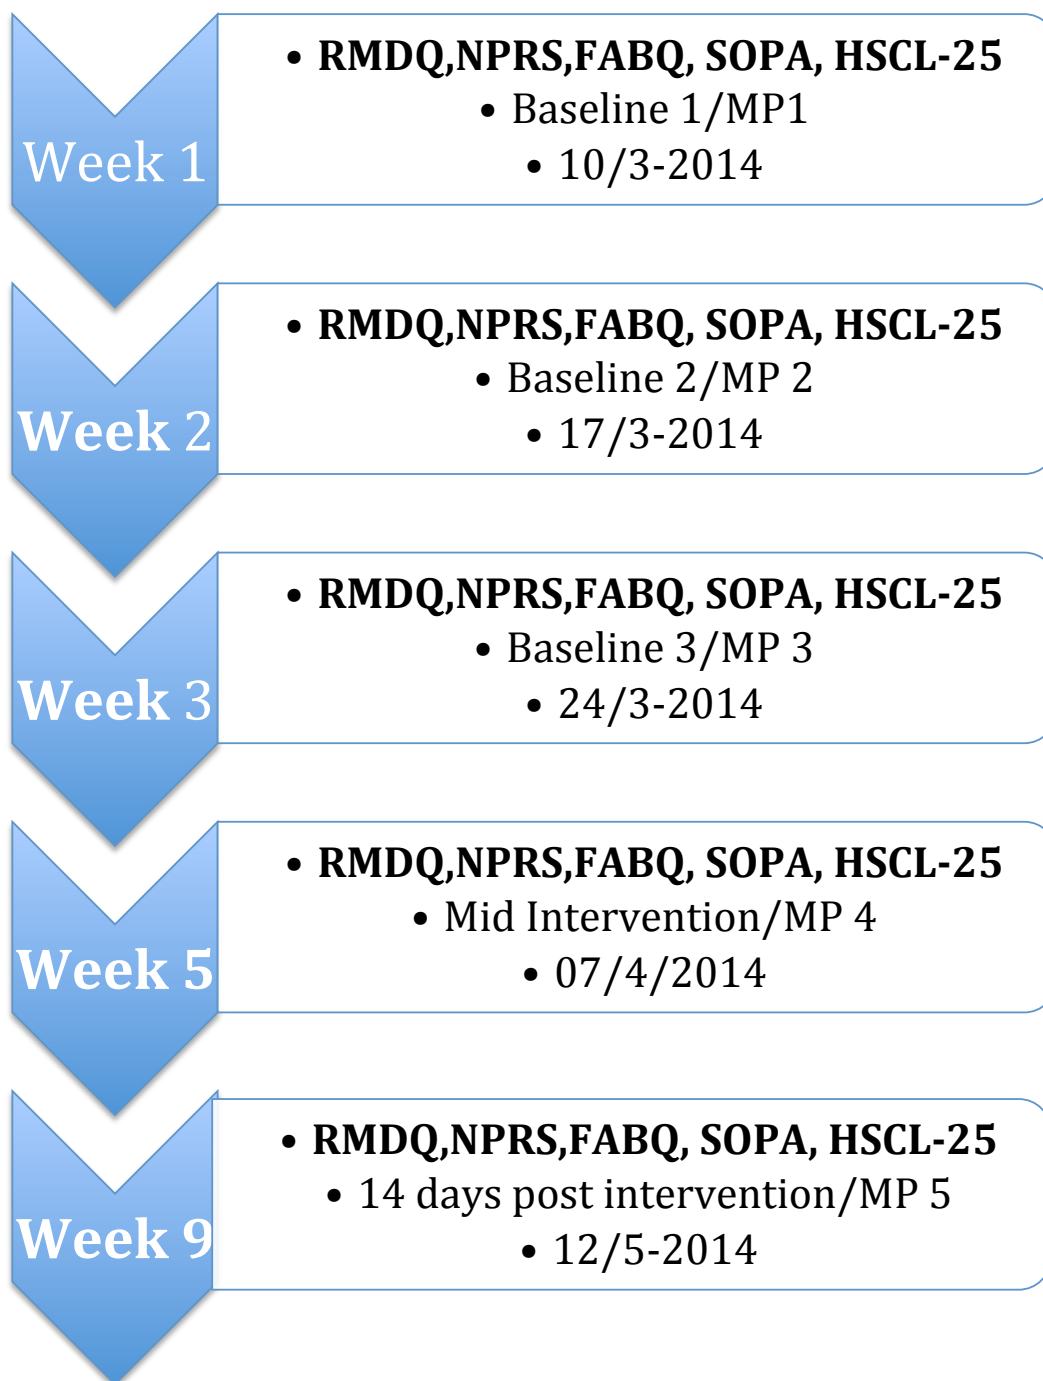 Week 1
• RMDQ,NPRS,FABQ, SOPA, HSCL-25
• Baseline 1/MP1
• 10/3-2014
Week 2
• RMDQ,NPRS,FABQ, SOPA, HSCL-25
• Baseline 2/MP 2
• 17/3-2014
Week 3
• RMDQ,NPRS,FABQ, SOPA, HSCL-25
• Baseline 3/MP 3
• 24/3-2014
Week 5
• RMDQ,NPRS,FABQ, SOPA, HSCL-25
• Mid Intervention/MP 4
• 07/4/2014
Week 9
• RMDQ,NPRS,FABQ, SOPA, HSCL-25
• 14 days post intervention/MP 5
• 12/5-2014